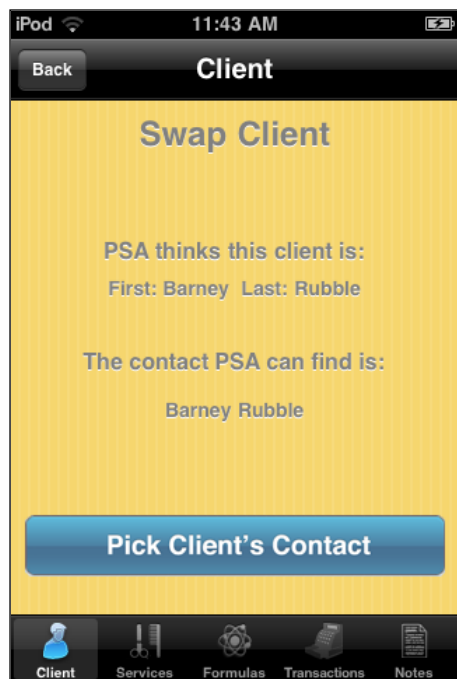 iPod 11:43 AM
Back Client
Swap Client
PSA thinks this client is:
First: Barney Last: Rubble
The contact PSA can find is:
Barney Rubble
Pick Client's Contact
Client Services Formulas Transactions Notes